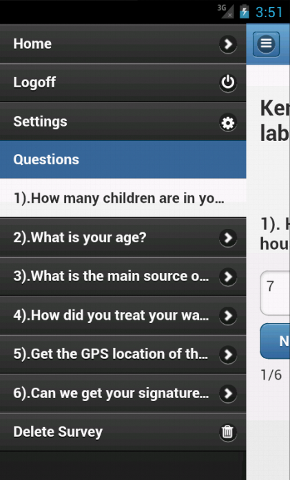 3G 3:51
Home
Logoff
Settings
Questions
1).How many children are in yo...
2).What is your age?
3).What is the main source o...
4).How did you treat your wa...
5).Get the GPS location of th...
6).Can we get your signature...
Delete Survey
Ken
lab
1). H
hou
7
N
1/6